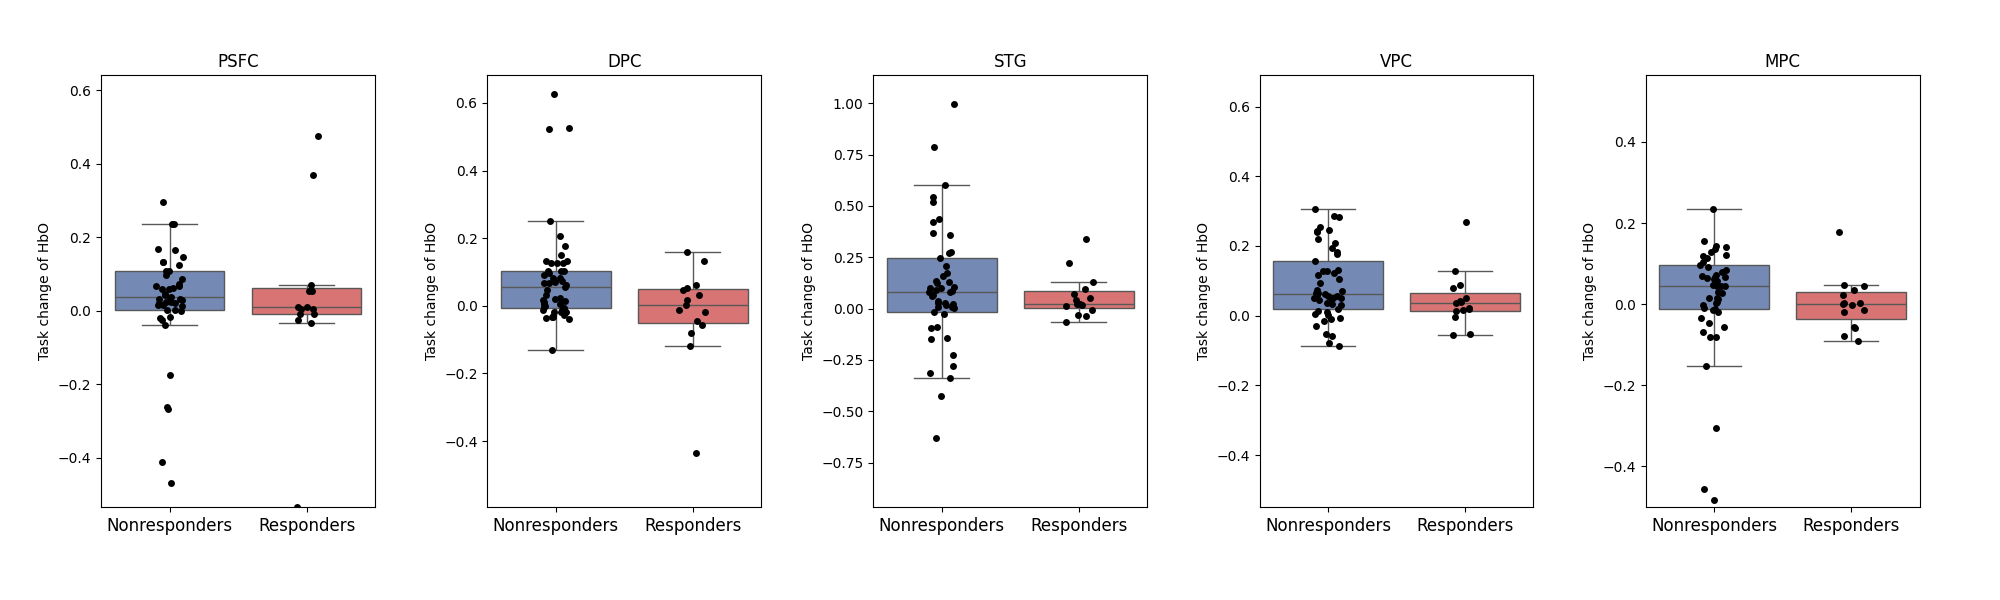 PSFC
Task change of HbO
0.6
0.4
0.2
0.0
−0.2
−0.4
Nonresponders Responders
DPC
Task change of HbO
0.6
0.4
0.2
0.0
−0.2
−0.4
Nonresponders Responders
STG
Task change of HbO
1.00
0.75
0.50
0.25
0.00
−0.25
−0.50
−0.75
Nonresponders Responders
VPC
Task change of HbO
0.6
0.4
0.2
0.0
−0.2
−0.4
Nonresponders Responders
MPC
Task change of HbO
0.4
0.2
0.0
−0.2
−0.4
Nonresponders Responders